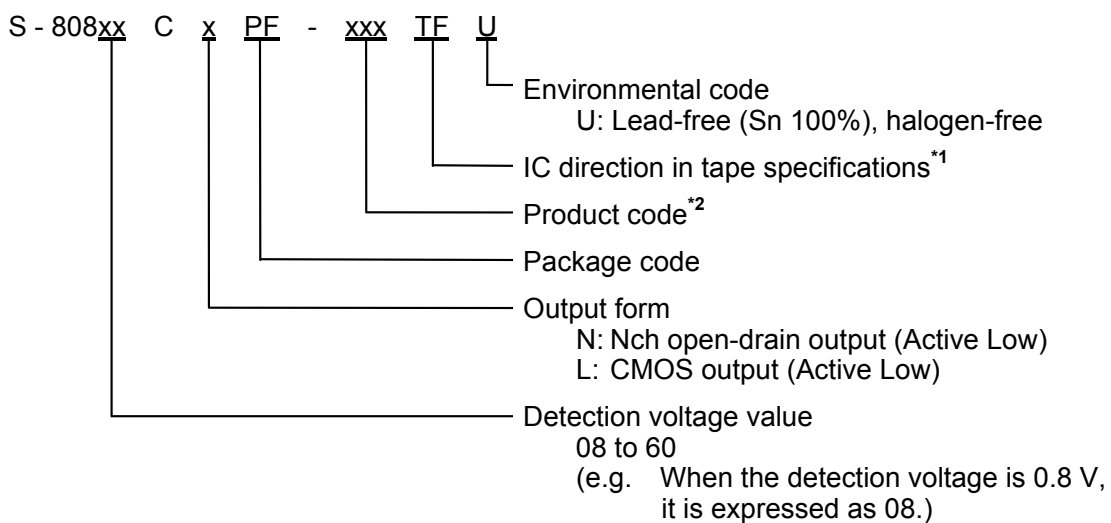 S - 808xx C x PF - xxx TF U
Environmental code
U: Lead-free (Sn 100%), halogen-free
IC direction in tape specifications*1
Product code*2
Package code
Output form
N: Nch open-drain output (Active Low)
L: CMOS output (Active Low)
Detection voltage value
08 to 60
(e.g. When the detection voltage is 0.8 V,
it is expressed as 08.)